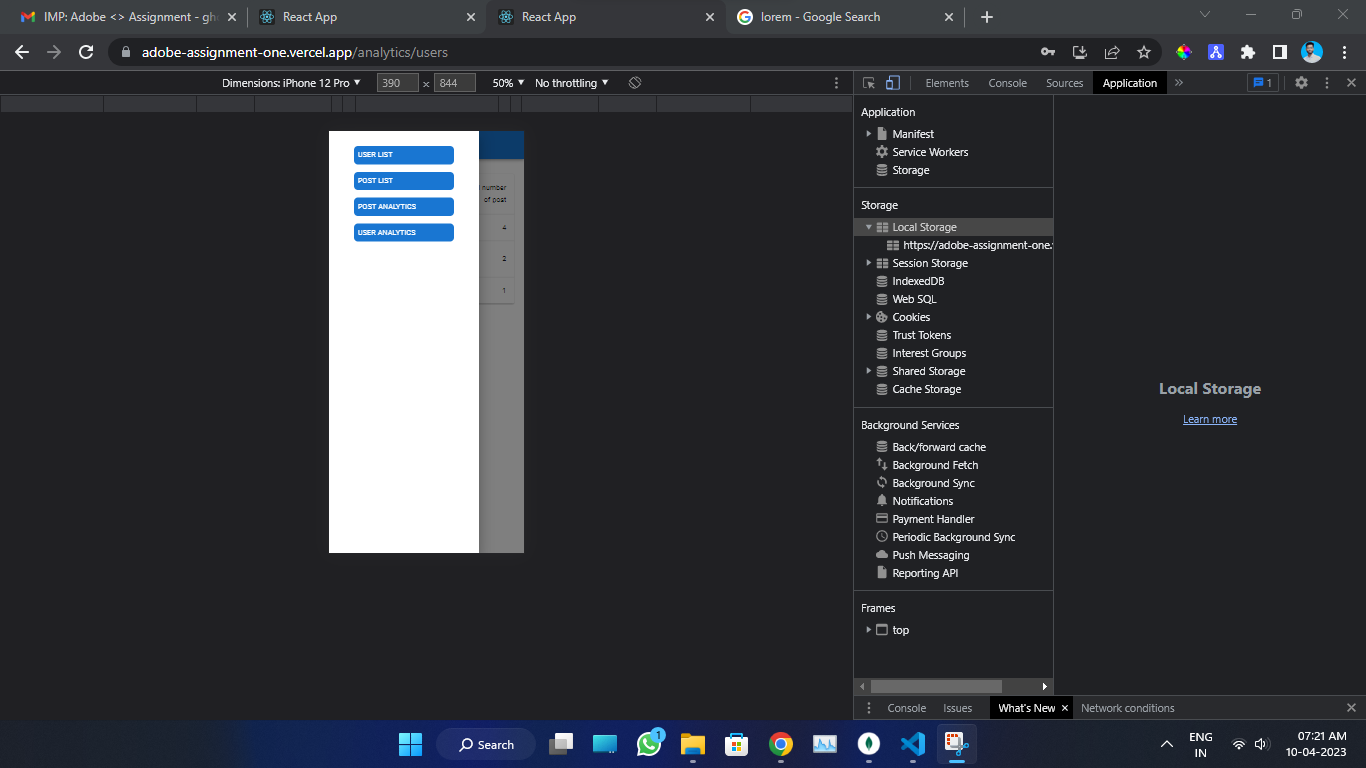 IMP: Adobe <> Assignment - gh
React App
React App
lorem - Google Search
adobe-assignment-one.vercel.app/analytics/users
Dimensions: iPhone 12 Pro
390
×
844
50%
No throttling
Elements
Console
Sources
Application
1
USER LIST
POST LIST
POST ANALYTICS
USER ANALYTICS
number
of post
4
2
1
Application
Manifest
Service Workers
Storage
Storage
Local Storage
https://adobe-assignment-one.
Session Storage
IndexedDB
Web SQL
Cookies
Trust Tokens
Interest Groups
Shared Storage
Cache Storage
Background Services
Back/forward cache
Background Fetch
Background Sync
Notifications
Payment Handler
Periodic Background Sync
Push Messaging
Reporting API
Frames
top
Local Storage
Learn more
Console
Issues
What's New
Network conditions
Search
1
ENG
IN
07:21 AM
10-04-2023